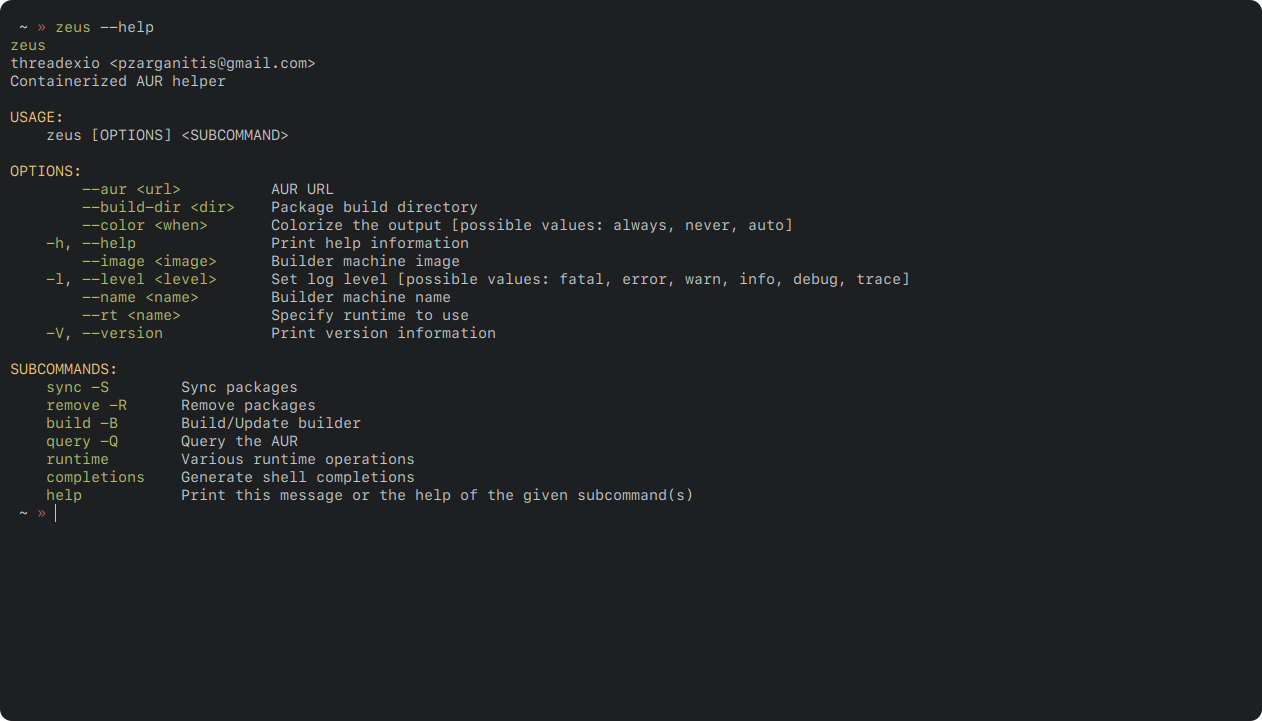 ~ » zeus --help
zeus
threadexio <pzarganitis@gmail.com>
Containerized AUR helper
USAGE:
zeus [OPTIONS] <SUBCOMMAND>
OPTIONS:
--aur <url> AUR URL
--build-dir <dir> Package build directory
--color <when> Colorize the output [possible values: always, never, auto]
-h, --help Print help information
--image <image> Builder machine image
-l, --level <level> Set log level [possible values: fatal, error, warn, info, debug, trace]
--name <name> Builder machine name
--rt <name> Specify runtime to use
-V, --version Print version information
SUBCOMMANDS:
sync -S Sync packages
remove -R Remove packages
build -B Build/Update builder
query -Q Query the AUR
runtime Various runtime operations
completions Generate shell completions
help Print this message or the help of the given subcommand(s)
~ »